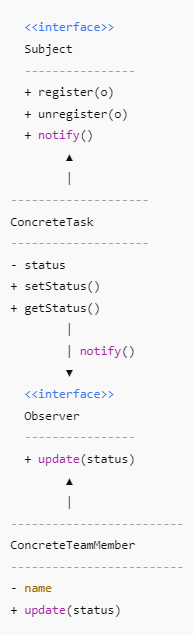 <<interface>>
Subject
----------------
+ register(o)
+ unregister(o)
+ notify()
▲
|
--------------------
ConcreteTask
--------------------
- status
+ setStatus()
+ getStatus()
|
| notify()
▼
<<interface>>
Observer
----------------
+ update(status)
▲
|
-------------------------
ConcreteTeamMember
-------------------------
- name
+ update(status)